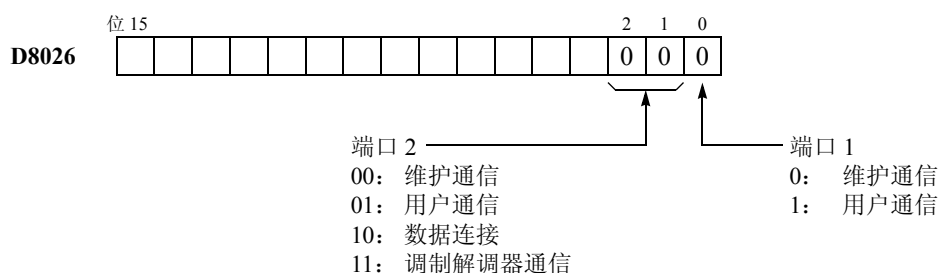 位 15 2 1 0
D8026 0 0 0
端口 2 端口 1
00： 维护通信 0： 维护通信
01： 用户通信 1： 用户通信
10： 数据连接
11： 调制解调器通信